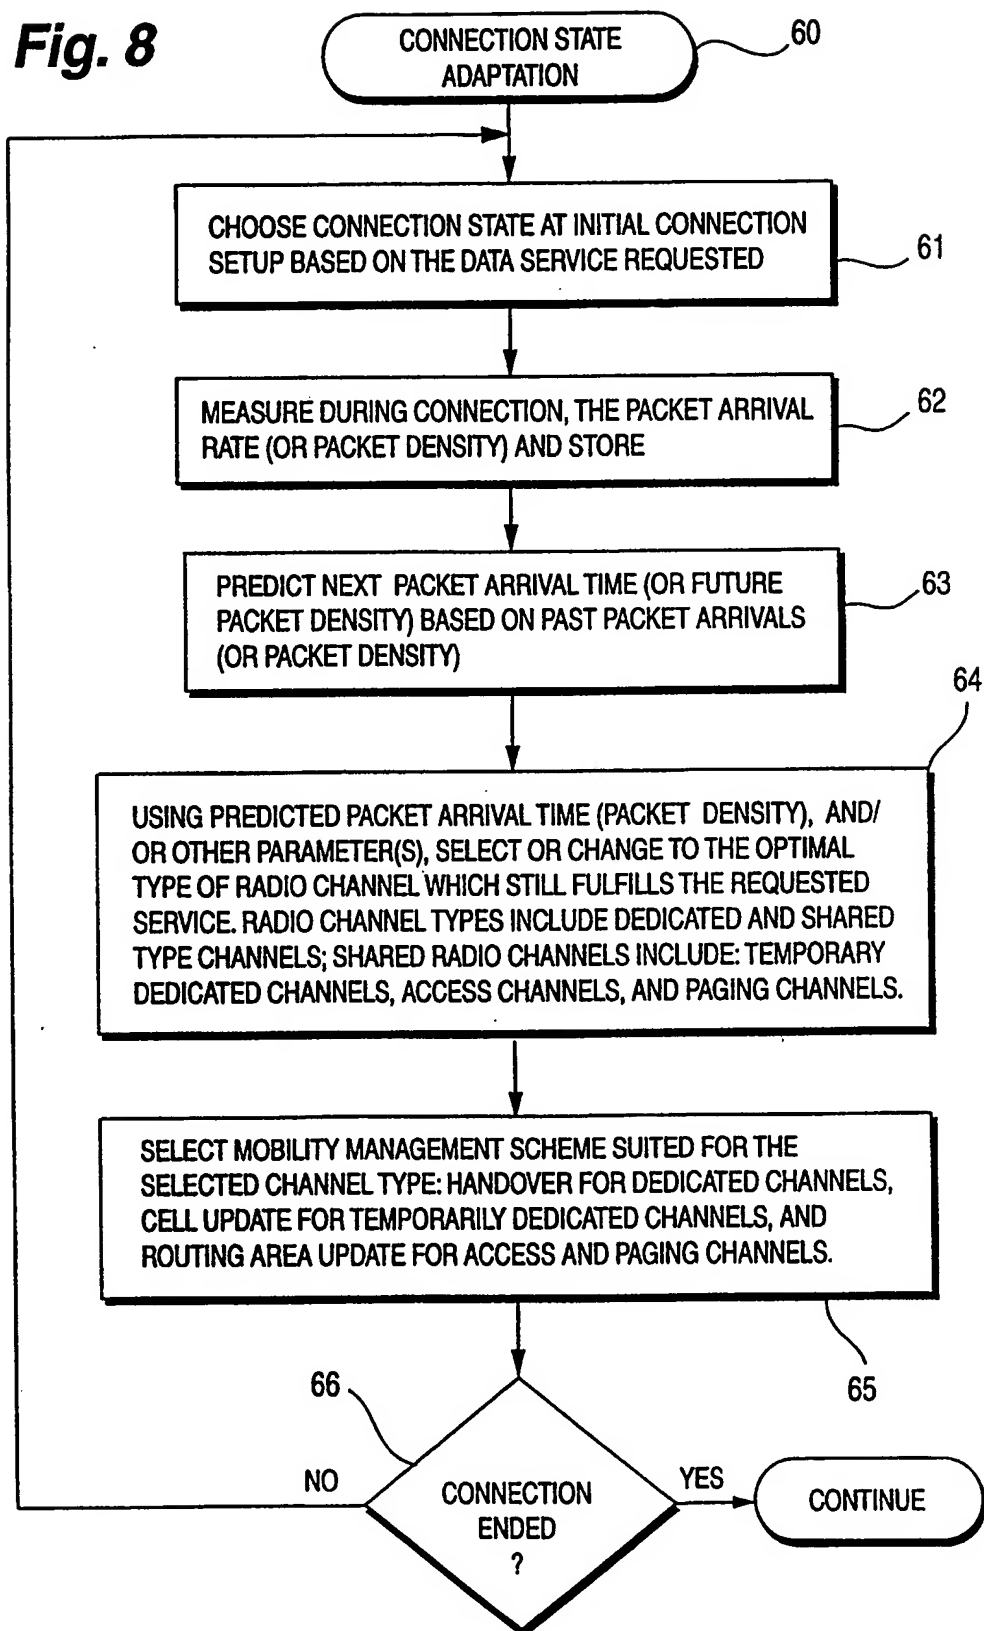 Fig. 8
CONNECTION STATE
ADAPTATION
60
CHOOSE CONNECTION STATE AT INITIAL CONNECTION
SETUP BASED ON THE DATA SERVICE REQUESTED
61
MEASURE DURING CONNECTION, THE PACKET ARRIVAL
RATE (OR PACKET DENSITY) AND STORE
62
PREDICT NEXT PACKET ARRIVAL TIME (OR FUTURE
PACKET DENSITY) BASED ON PAST PACKET ARRIVALS
(OR PACKET DENSITY)
63
64
USING PREDICTED PACKET ARRIVAL TIME (PACKET DENSITY), AND/
OR OTHER PARAMETER(S), SELECT OR CHANGE TO THE OPTIMAL
TYPE OF RADIO CHANNEL WHICH STILL FULFILLS THE REQUESTED
SERVICE. RADIO CHANNEL TYPES INCLUDE DEDICATED AND SHARED
TYPE CHANNELS; SHARED RADIO CHANNELS INCLUDE: TEMPORARY
DEDICATED CHANNELS, ACCESS CHANNELS, AND PAGING CHANNELS.
SELECT MOBILITY MANAGEMENT SCHEME SUITED FOR THE
SELECTED CHANNEL TYPE: HANDOVER FOR DEDICATED CHANNELS,
CELL UPDATE FOR TEMPORARILY DEDICATED CHANNELS, AND
ROUTING AREA UPDATE FOR ACCESS AND PAGING CHANNELS.
65
66
NO
CONNECTION
ENDED
?
YES
CONTINUE